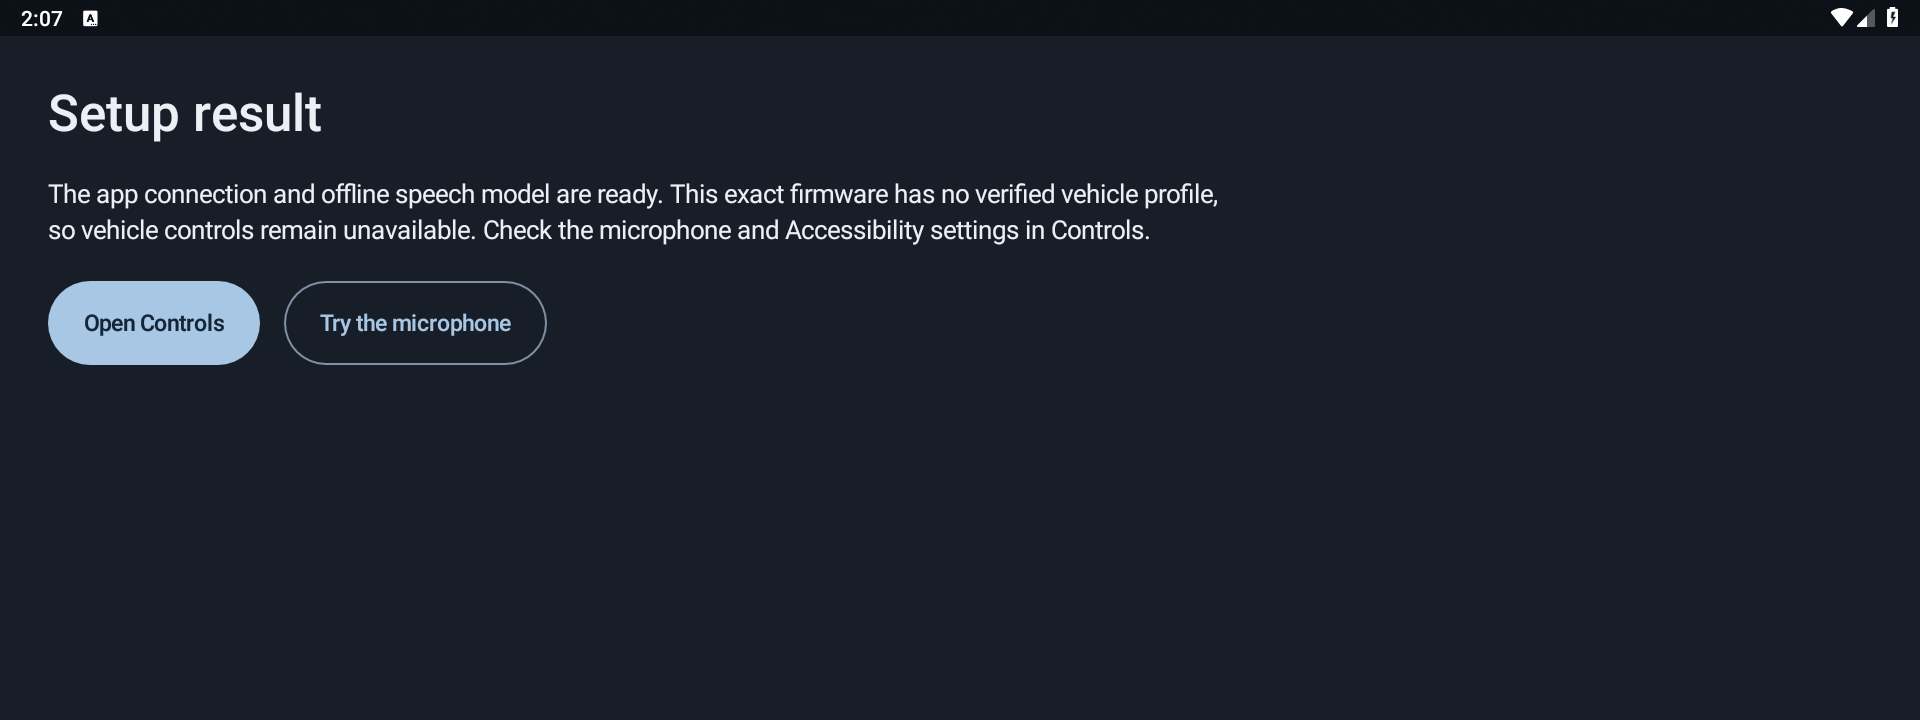 2:07
A
Setup result
The app connection and offline speech model are ready. This exact firmware has no verified vehicle profile,
so vehicle controls remain unavailable. Check the microphone and Accessibility settings in Controls.
Open Controls
Try the microphone